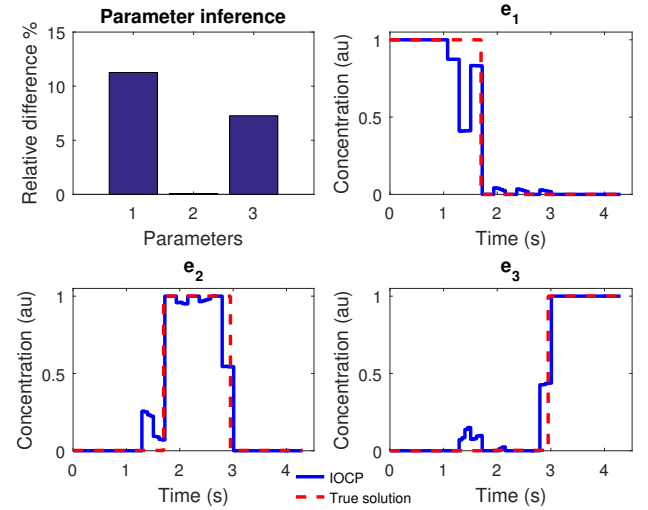 Parameter inference
15
10
5
0
Relative difference %
1 2 3
Parameters
e1
1
0.5
0
Concentration (au)
0 1 2 3 4
Time (s)
e2
1
0.5
0
Concentration (au)
0 1 2 3 4
Time (s)
e3
1
0.5
0
Concentration (au)
0 1 2 3 4
Time (s)
IOCP
True solution